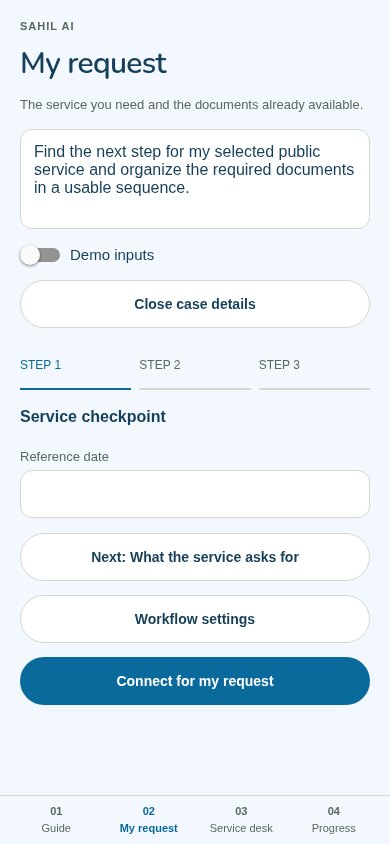 SAHIL AI
My request
The service you need and the documents already available.
Find the next step for my selected public
service and organize the required documents
in a usable sequence.
Demo inputs
Close case details
STEP 1 STEP 2 STEP 3
Service checkpoint
Reference date
Next: What the service asks for
Workflow settings
Connect for my request
01 02 03 04
Guide My request Service desk Progress